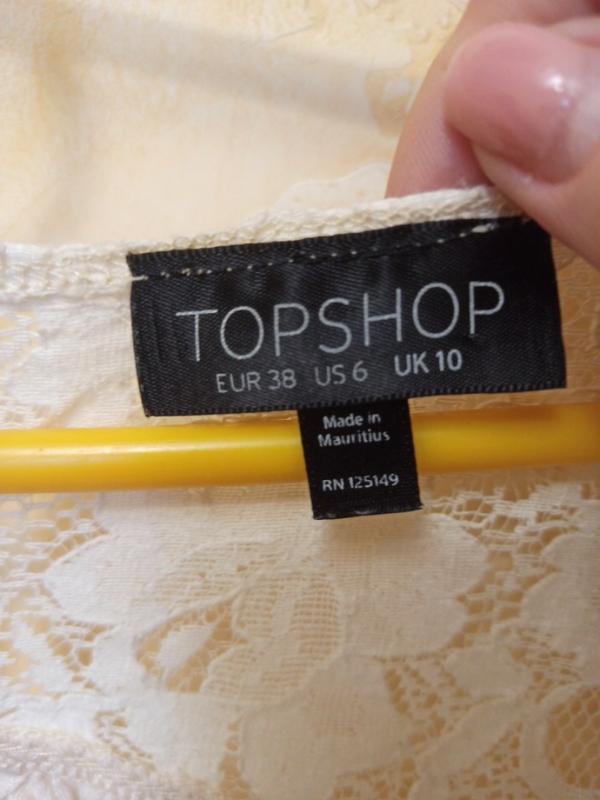 TOPSHOP
EUR 38 US 6 UK 10
Made in
Mauritius
RN 125149